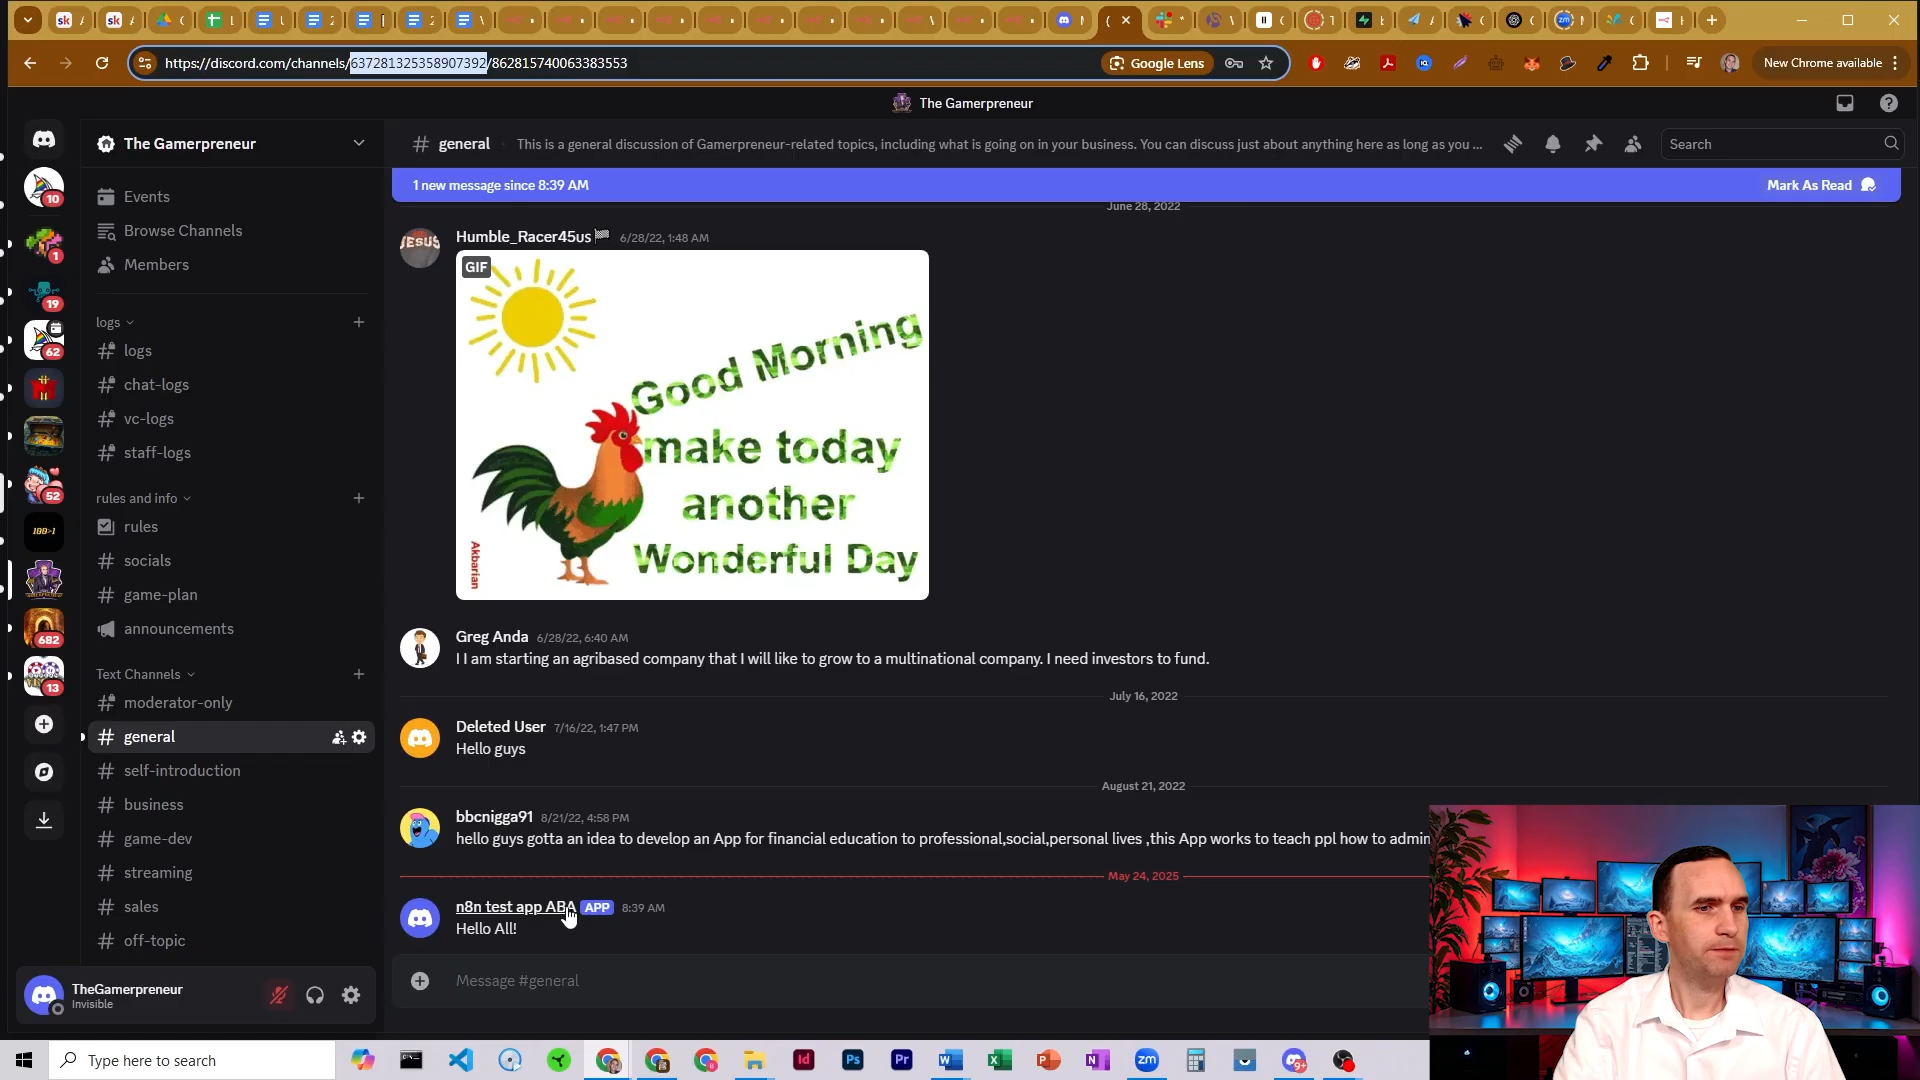 https://discord.com/channels/637281325358907392/862815740063383553
Google Lens
New Chrome available
The Gamerpreneur
The Gamerpreneur
general
This is a general discussion of Gamerpreneur-related topics, including what is going on in your business. You can discuss just about anything here as long as you ...
Search
1 new message since 8:39 AM
Mark As Read
Events
Browse Channels
Members
logs
logs
chat-logs
vc-logs
staff-logs
rules and info
rules
socials
game-plan
announcements
Text Channels
moderator-only
general
self-introduction
business
game-dev
streaming
sales
off-topic
10
1
19
62
52
100>1
682
13
TheGamerpreneur
Invisible
June 28, 2022
JESUS
Humble_Racer45us 6/28/22, 1:48 AM
GIF
Good Morning
make today
another
Wonderful Day
Akbarian
Greg Anda 6/28/22, 6:40 AM
I I am starting an agribased company that I will like to grow to a multinational company. I need investors to fund.
July 16, 2022
Deleted User 7/16/22, 1:47 PM
Hello guys
August 21, 2022
bbcnigga91 8/21/22, 4:58 PM
hello guys gotta an idea to develop an App for financial education to professional,social,personal lives ,this App works to teach ppl how to admin
May 24, 2025
n8n test app ABA APP 8:39 AM
Hello All!
Message #general
Type here to search